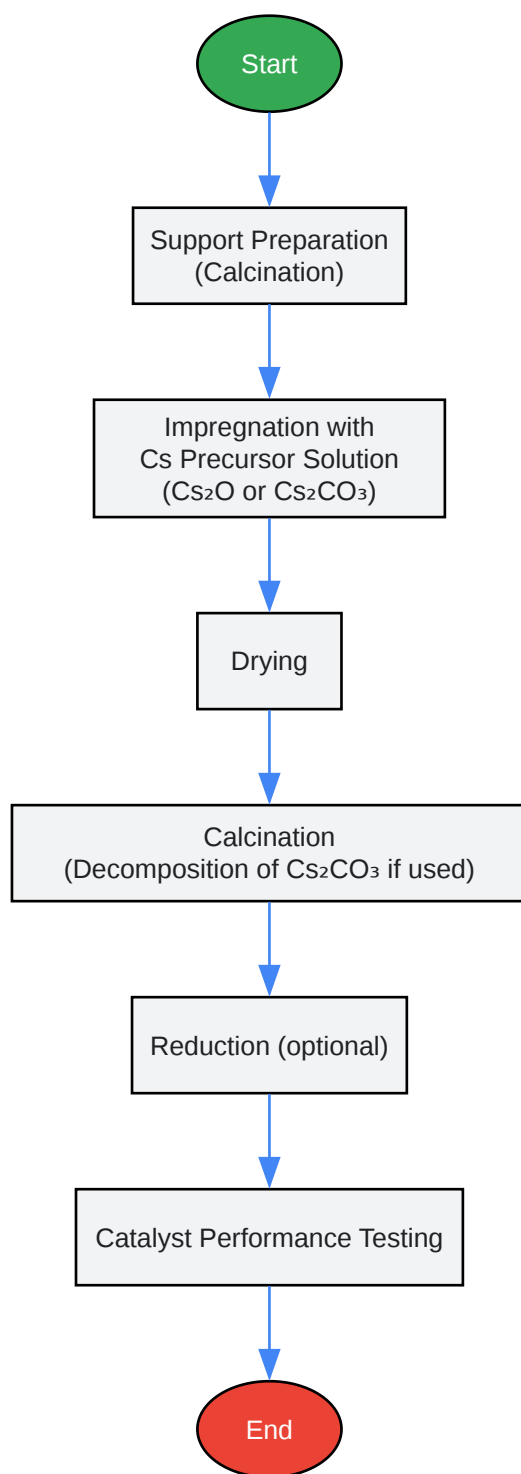 Start
Support Preparation
(Calcination)
Impregnation with
Cs Precursor Solution
(Cs₂O or Cs₂CO₃)
Drying
Calcination
(Decomposition of Cs₂CO₃ if used)
Reduction (optional)
Catalyst Performance Testing
End